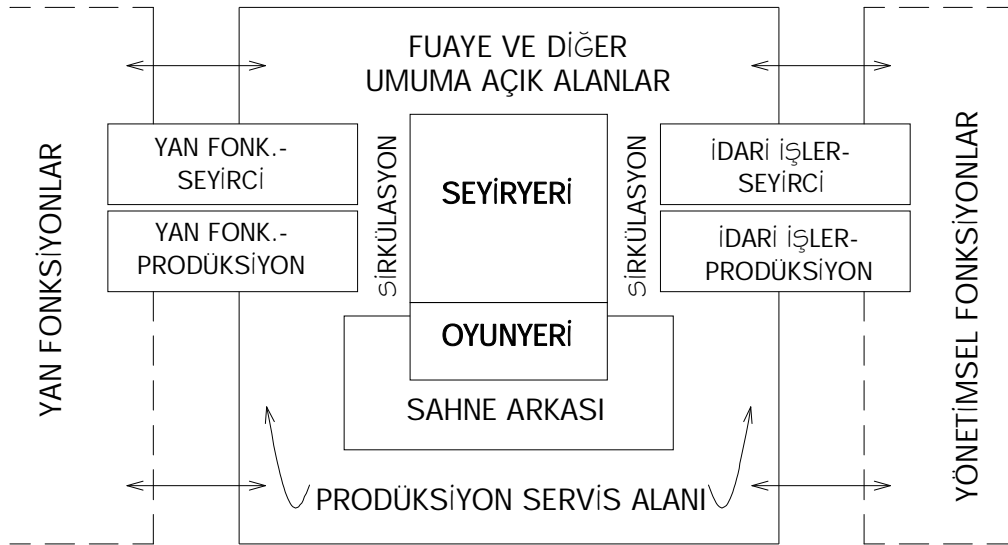 FUAYE VE DİĞER
UMUMA AÇIK ALANLAR
YAN FONKSİYONLAR
YAN FONK.-
SEYİRCİ
YAN FONK.-
PRODÜKSİYON
SİRKÜLASYON
SEYİRYERİ
OYUNYERİ
SAHNE ARKASI
SİRKÜLASYON
İDARİ İŞLER-
SEYİRCİ
İDARİ İŞLER-
PRODÜKSİYON
YÖNETİMSEL FONKSİYONLAR
PRODÜKSİYON SERVİS ALANI